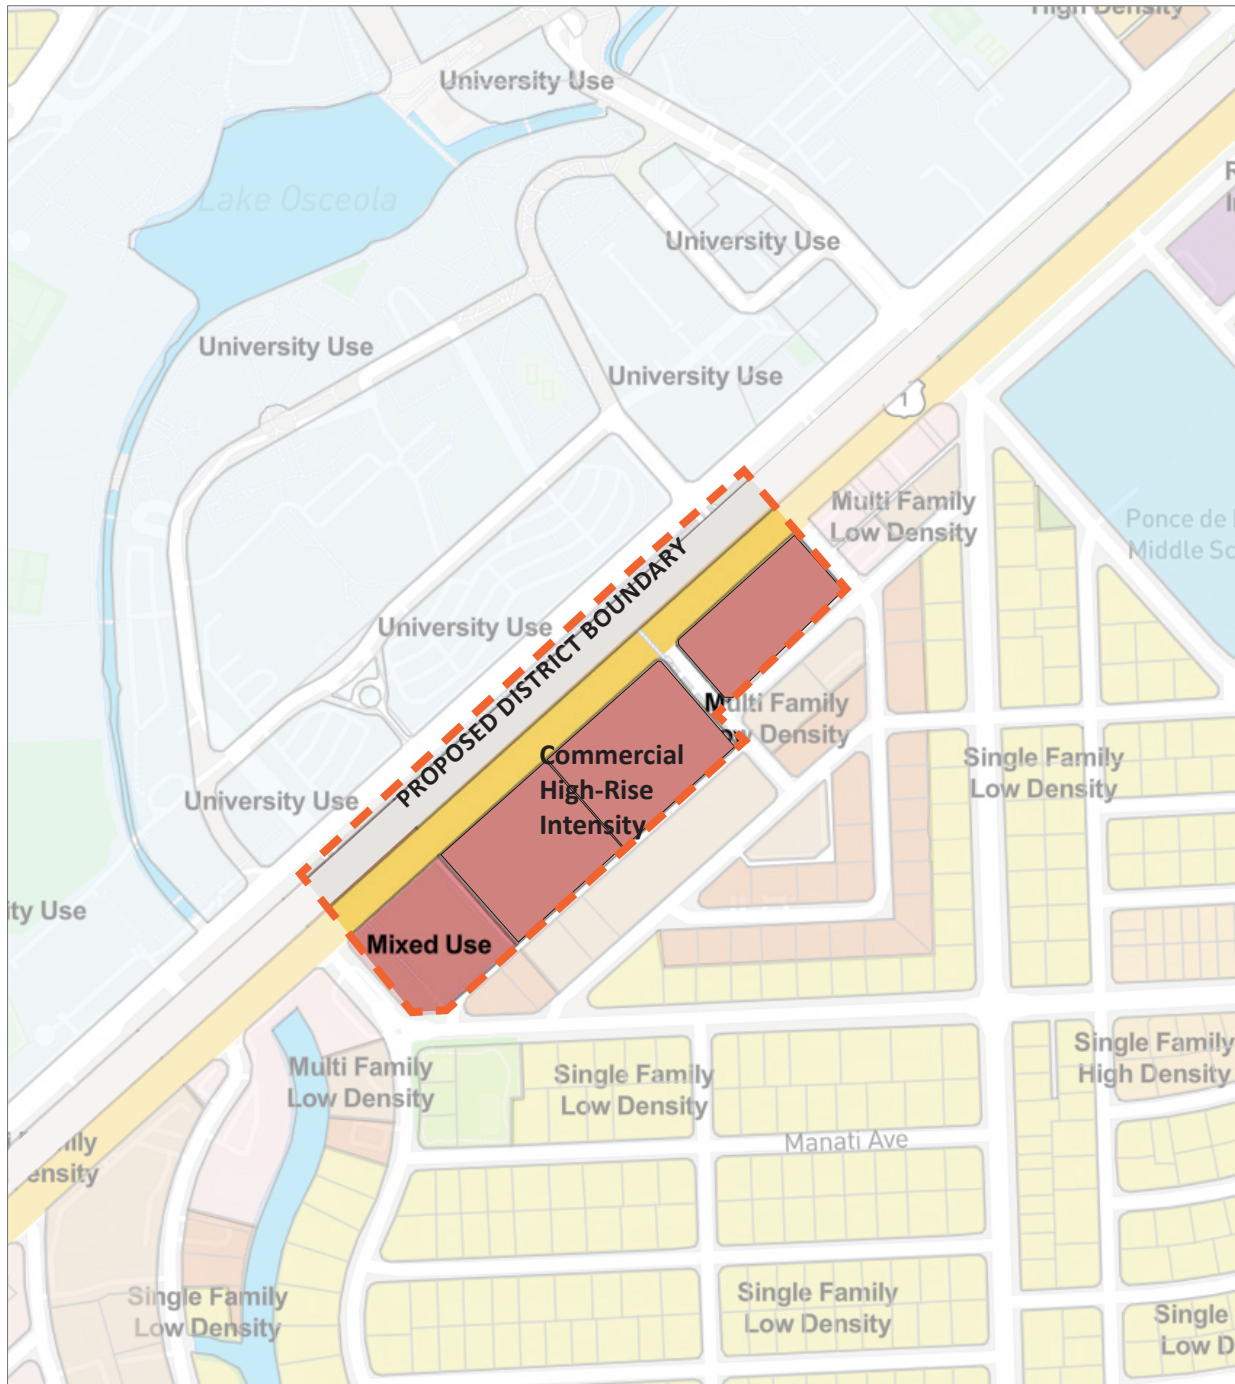 High Density
University Use
Lake Osceola
University Use
University Use
University Use
1
Multi Family
Low Density
Ponce de
Middle Sc
PROPOSED DISTRICT BOUNDARY
University Use
Multi Family
Low Density
Commercial
High-Rise
Intensity
Single Family
Low Density
University Use
ity Use
Mixed Use
Multi Family
Low Density
Single Family
Low Density
Single Family
High Density
Manati Ave
ily
ensity
Single Family
Low Density
Single Family
Low Density
Single
Low D